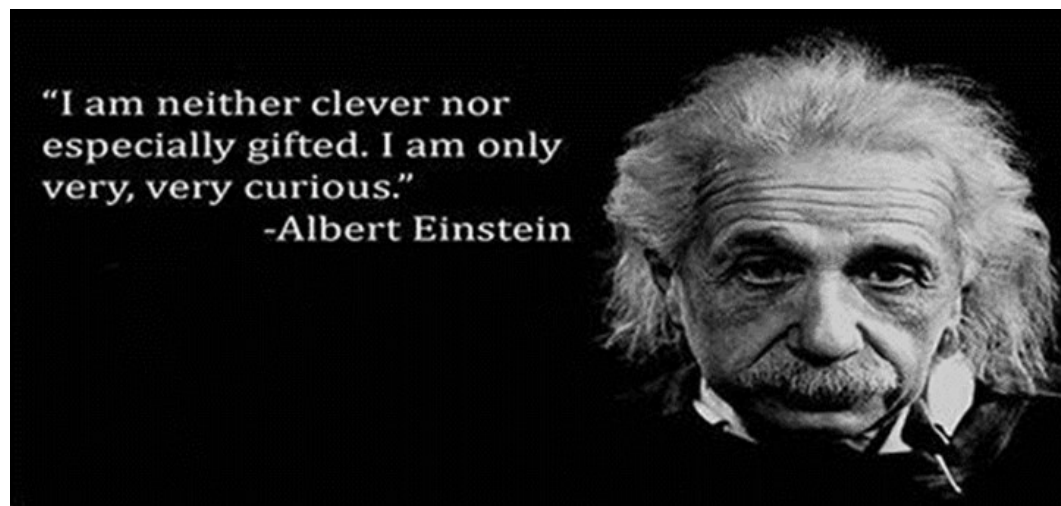 “I am neither clever nor
especially gifted. I am only
very, very curious.”
-Albert Einstein